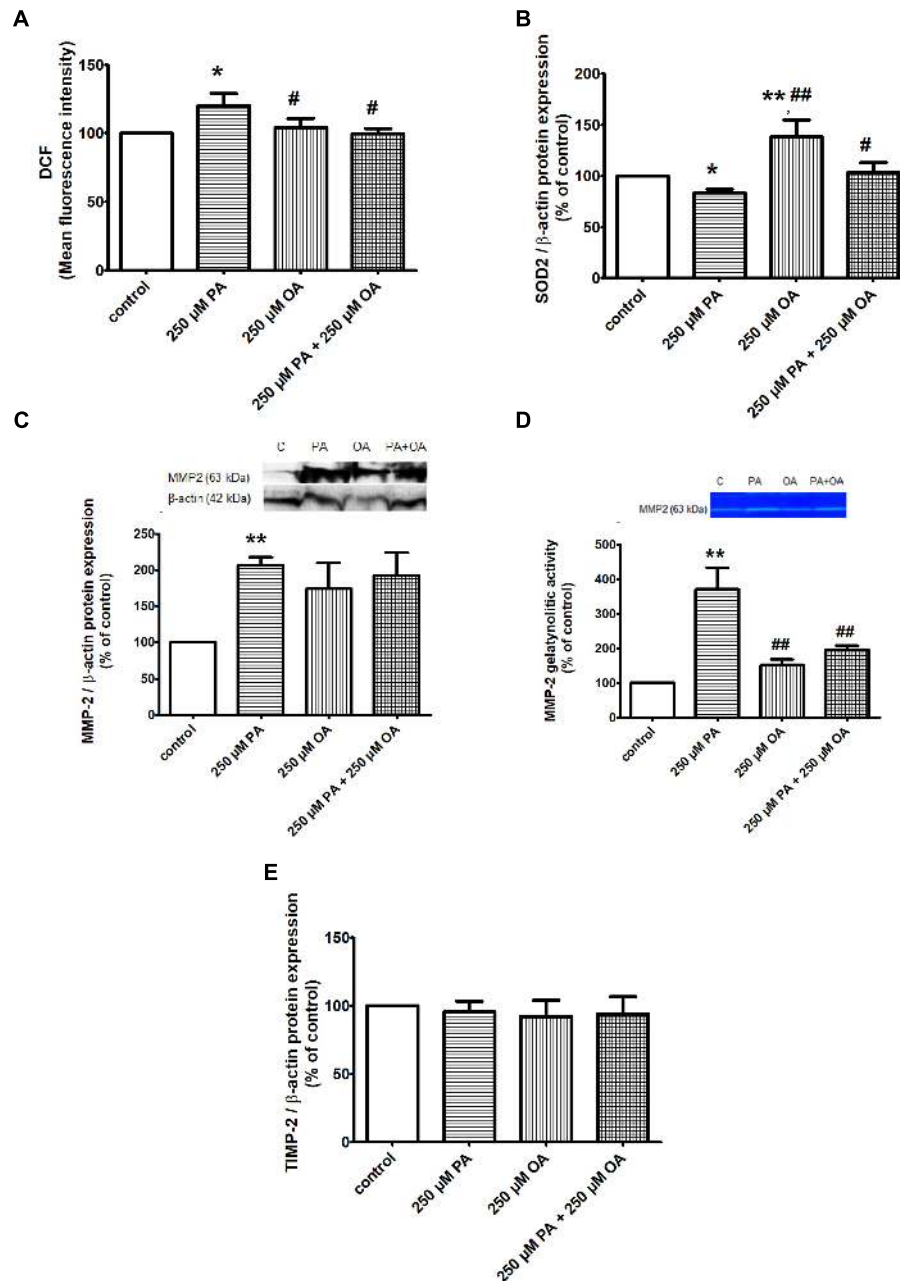 A
DCF
(Mean fluorescence intensity)
150
100
50
0
*
#
#
control
250 µM PA
250 µM OA
250 µM PA + 250 µM OA
B
SOD2 / β-actin protein expression
(% of control)
200
150
100
50
0
*
** ##
,
#
control
250 µM PA
250 µM OA
250 µM PA + 250 µM OA
C
C PA OA PA+OA
MMP2 (63 kDa)
β-actin (42 kDa)
MMP-2 / β-actin protein expression
(% of control)
250
200
150
100
50
0
**
control
250 µM PA
250 µM OA
250 µM PA + 250 µM OA
D
C PA OA PA+OA
MMP2 (63 kDa)
MMP-2 gelatynolitic activity
(% of control)
500
400
300
200
100
0
**
##
##
control
250 µM PA
250 µM OA
250 µM PA + 250 µM OA
E
TIMP-2 / β-actin protein expression
(% of control)
150
100
50
0
control
250 µM PA
250 µM OA
250 µM PA + 250 µM OA